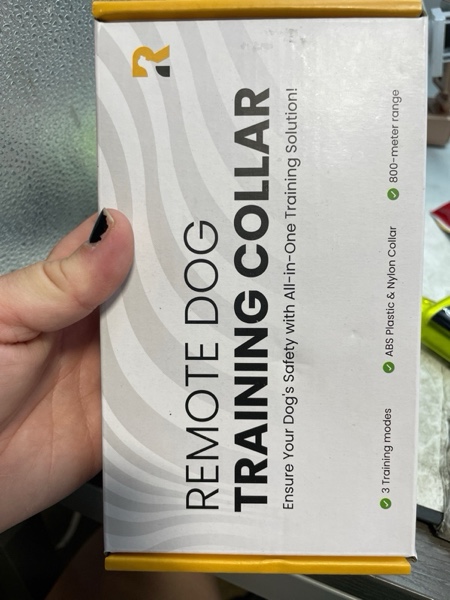 R
REMOTE DOG
TRAINING COLLAR
Ensure Your Dog's Safety with All-in-One Training Solution!
3 Training modes
ABS Plastic & Nylon Collar
800-meter range